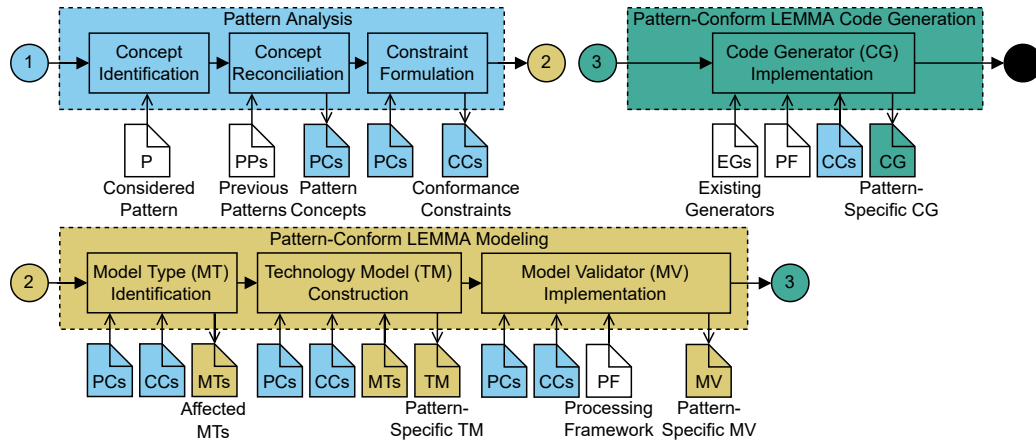 Pattern Analysis
1
Concept
Identification
Concept
Reconciliation
Constraint
Formulation
2
P
PPs
PCs
PCs
CCs
Considered
Pattern
Previous
Patterns
Pattern
Concepts
Conformance
Constraints
Pattern-Conform LEMMA Code Generation
3
Code Generator (CG)
Implementation
EGs
PF
CCs
CG
Existing
Generators
Pattern-
Specific CG
Pattern-Conform LEMMA Modeling
2
Model Type (MT)
Identification
Technology Model (TM)
Construction
Model Validator (MV)
Implementation
3
PCs
CCs
MTs
PCs
CCs
MTs
TM
PCs
CCs
PF
MV
Affected
MTs
Pattern-
Specific TM
Processing
Framework
Pattern-
Specific MV